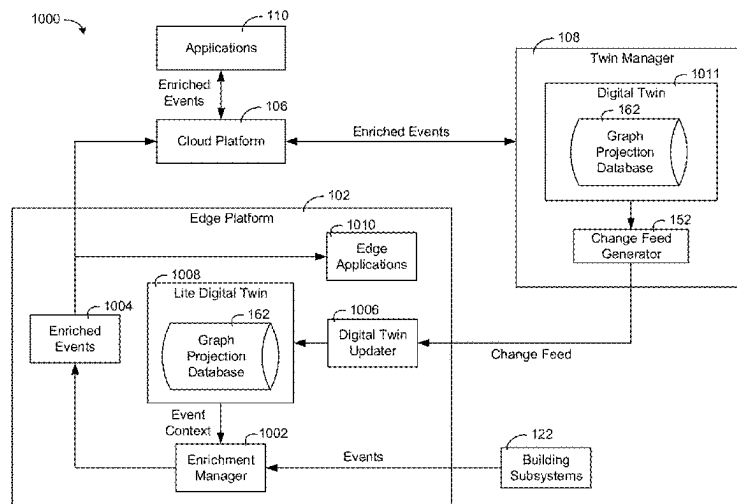 1000
110
Applications
Enriched
Events
106
Cloud Platform
Enriched Events
108
Twin Manager
1011
Digital Twin
162
Graph
Projection
Database
152
Change Feed
Generator
102
Edge Platform
1010
Edge
Applications
1008
Lite Digital Twin
162
Graph
Projection
Database
1004
Enriched
Events
1006
Digital Twin
Updater
Change Feed
Event
Context
1002
Enrichment
Manager
Events
122
Building
Subsystems